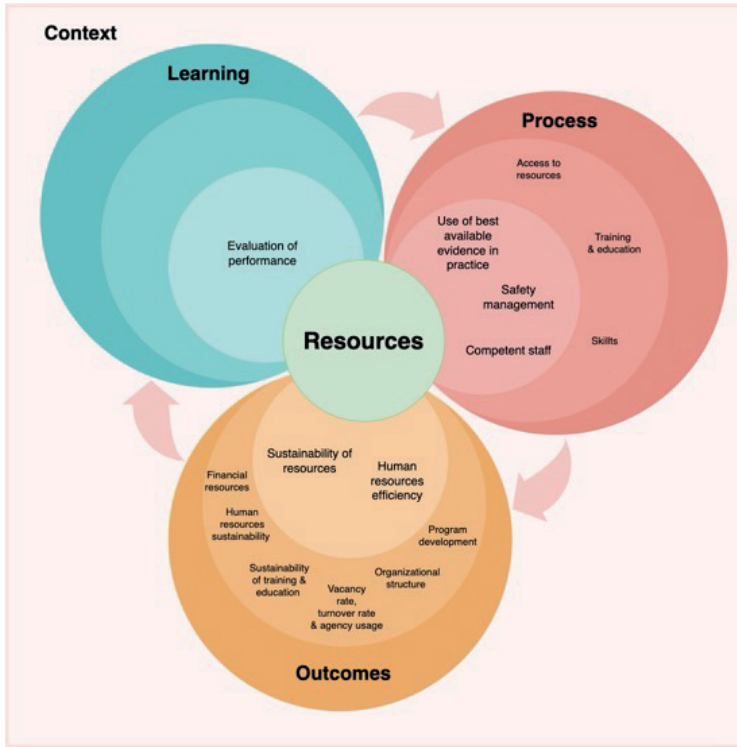 Context
Learning
Evaluation of
performance
Process
Access to
resources
Use of best
available
evidence in
practice
Training
& education
Safety
management
Competent staff
Skillts
Resources
Sustainability of
resources
Human
resources
efficiency
Financial
resources
Human
resources
sustainability
Sustainability
of training &
education
Vacancy
rate,
turnover rate
& agency usage
Organizational
structure
Program
development
Outcomes